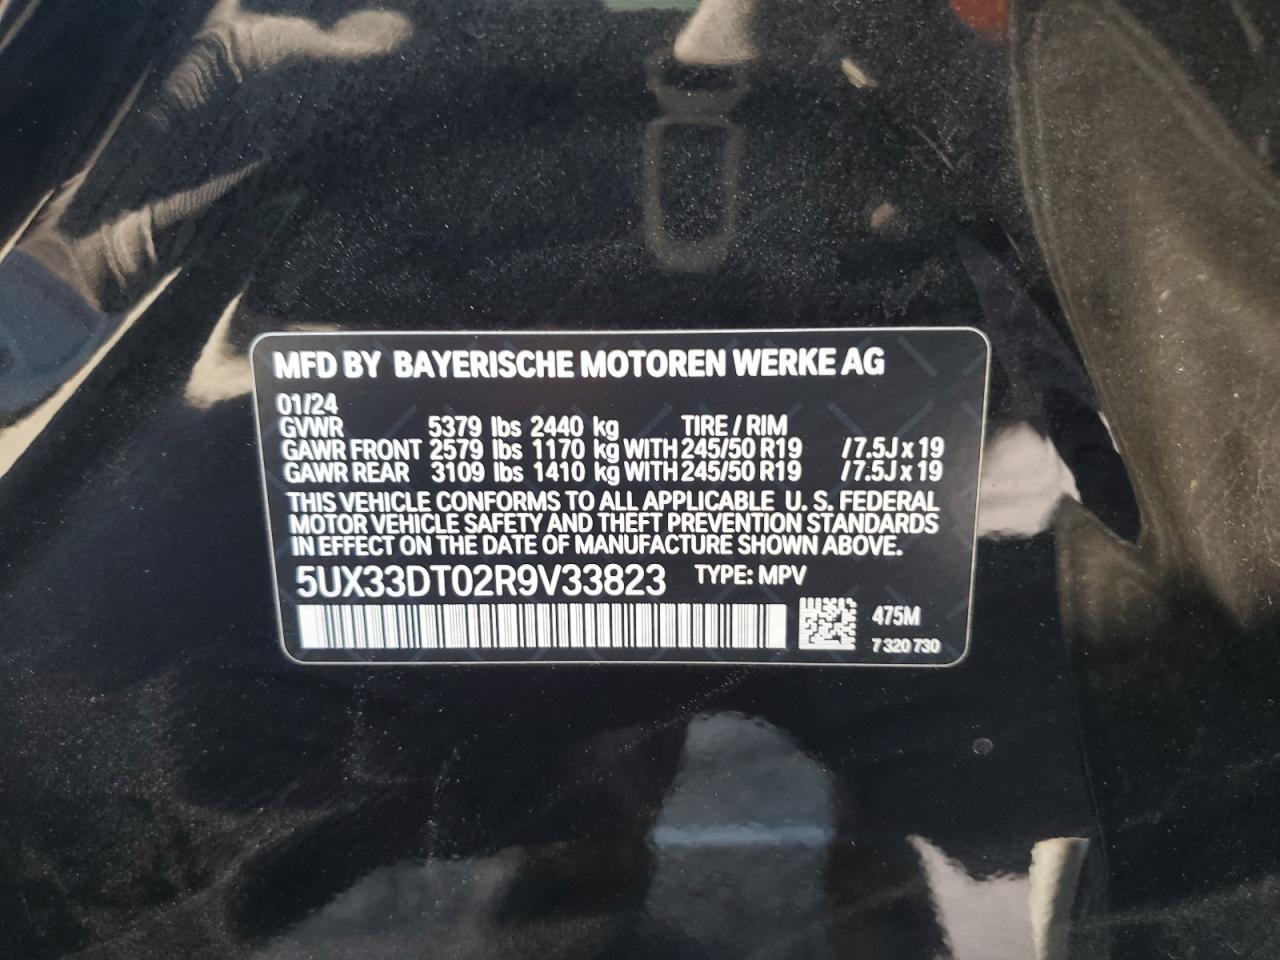 MFD BY BAYERISCHE MOTOREN WERKE AG
01/24
GVWR 5379 lbs 2440 kg TIRE / RIM
GAWR FRONT 2579 lbs 1170 kg WITH 245/50 R19 /7.5J x 19
GAWR REAR 3109 lbs 1410 kg WITH 245/50 R19 /7.5J x 19
THIS VEHICLE CONFORMS TO ALL APPLICABLE U. S. FEDERAL
MOTOR VEHICLE SAFETY AND THEFT PREVENTION STANDARDS
IN EFFECT ON THE DATE OF MANUFACTURE SHOWN ABOVE.
5UX33DT02R9V33823 TYPE: MPV
475M
7 320 730